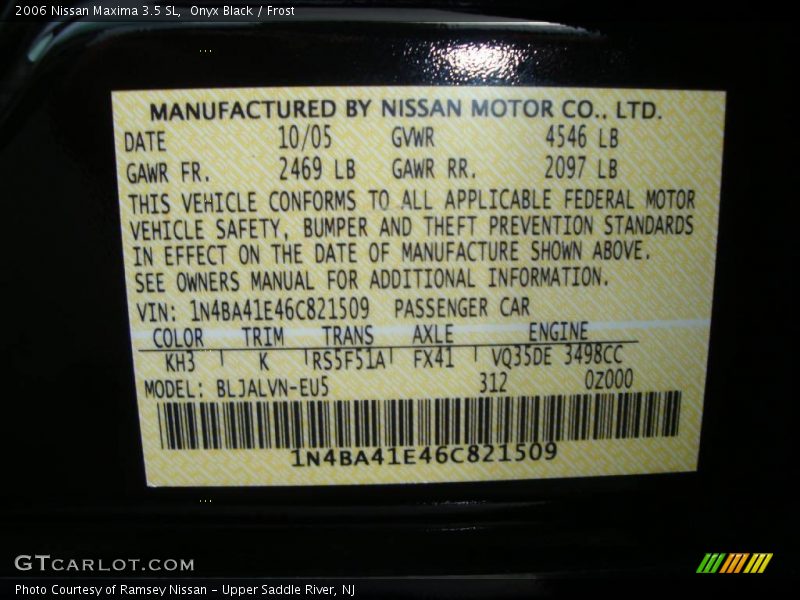 2006 Nissan Maxima 3.5 SL,  Onyx Black / Frost
MANUFACTURED BY NISSAN MOTOR CO., LTD.
DATE 10/05 GVWR 4546 LB
GAWR FR. 2469 LB GAWR RR. 2097 LB
THIS VEHICLE CONFORMS TO ALL APPLICABLE FEDERAL MOTOR
VEHICLE SAFETY, BUMPER AND THEFT PREVENTION STANDARDS
IN EFFECT ON THE DATE OF MANUFACTURE SHOWN ABOVE.
SEE OWNERS MANUAL FOR ADDITIONAL INFORMATION.
VIN: 1N4BA41E46C821509 PASSENGER CAR
COLOR TRIM TRANS AXLE ENGINE
KH3 K RS5F51A FX41 VQ35DE 3498CC
MODEL: BLJALVN-EU5 312 0Z000
1N4BA41E46C821509
GTCARLOT.COM
Photo Courtesy of Ramsey Nissan - Upper Saddle River, NJ